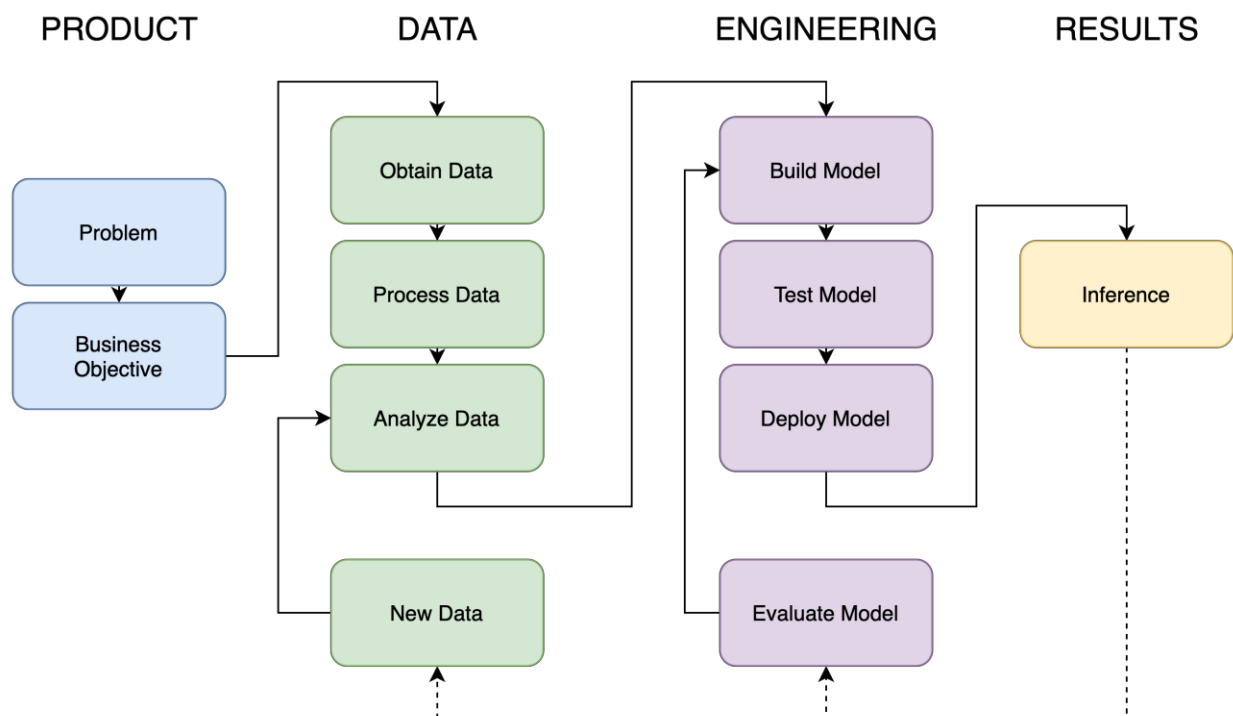 PRODUCT
DATA
ENGINEERING
RESULTS
Problem
Business
Objective
Obtain Data
Process Data
Analyze Data
New Data
Build Model
Test Model
Deploy Model
Evaluate Model
Inference